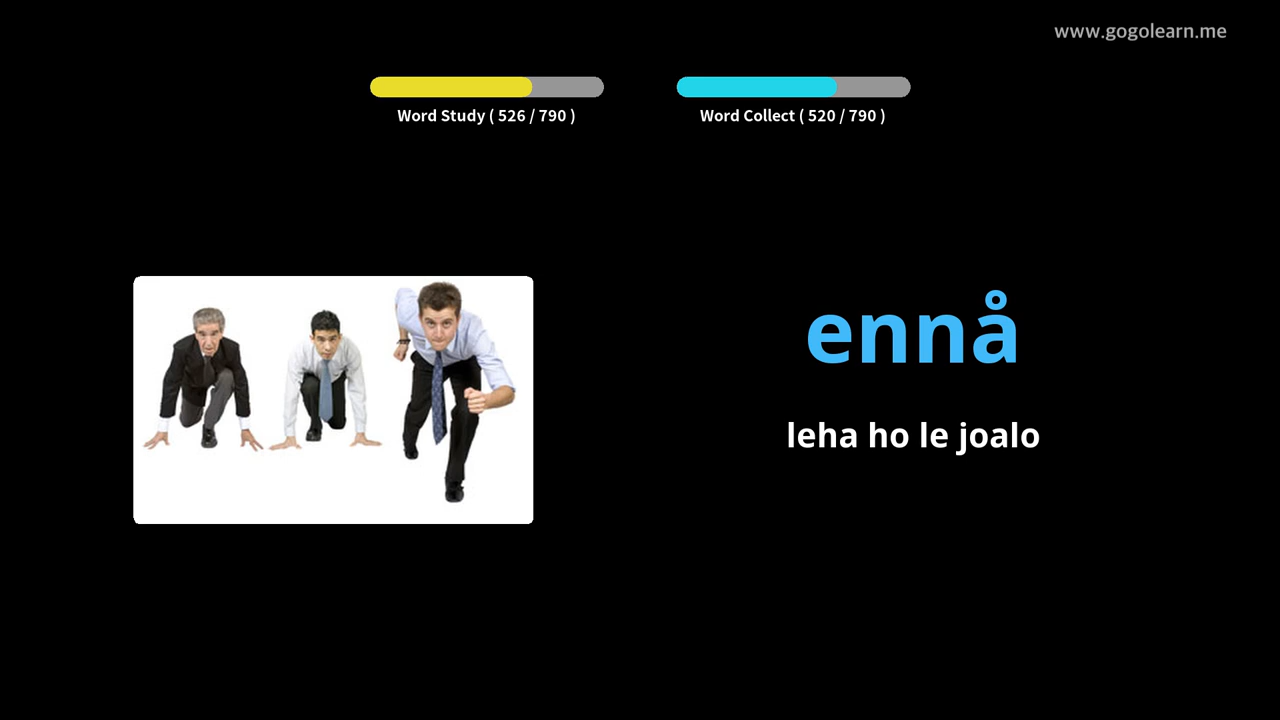 www.gogolearn.me
Word Study ( 526 / 790 )
Word Collect ( 520 / 790 )
ennå
leha ho le joalo